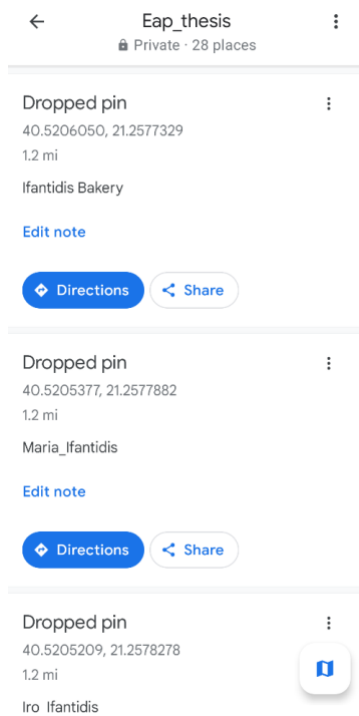 Eap_thesis
Private · 28 places
Dropped pin
40.5206050, 21.2577329
1.2 mi
Ifantidis Bakery
Edit note
Directions
Share
Dropped pin
40.5205377, 21.2577882
1.2 mi
Maria_Ifantidis
Edit note
Directions
Share
Dropped pin
40.5205209, 21.2578278
1.2 mi
Iro_Ifantidis